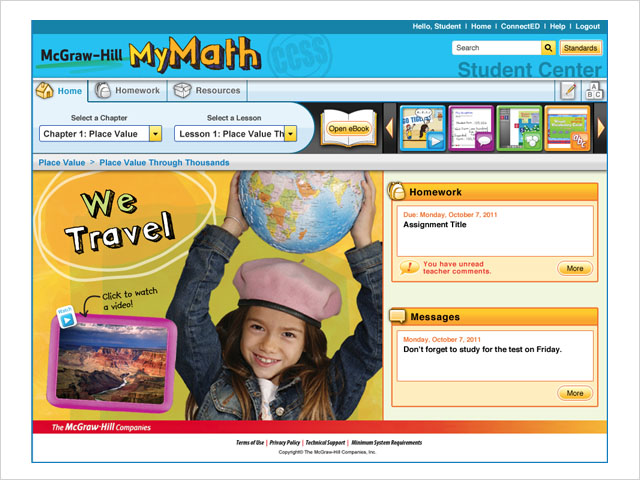 Hello, Student | Home | ConnectED | Help | Logout
McGraw-Hill MyMath
CCSS
Search
Standards
Student Center
Home
Homework
Resources
A
B C
Select a Chapter
Select a Lesson
Chapter 1: Place Value
Lesson 1: Place Value Th
Open eBook
GO TOGETHER
abc
Place Value > Place Value Through Thousands
We
Travel
Click to watch
a video!
Watch
Homework
Due: Monday, October 7, 2011
Assignment Title
You have unread
teacher comments.
More
Messages
Monday, October 7, 2011
Don't forget to study for the test on Friday.
More
The McGraw-Hill Companies
Terms of Use | Privacy Policy | Technical Support | Minimum System Requirements
Copyright© The McGraw-Hill Companies, Inc.